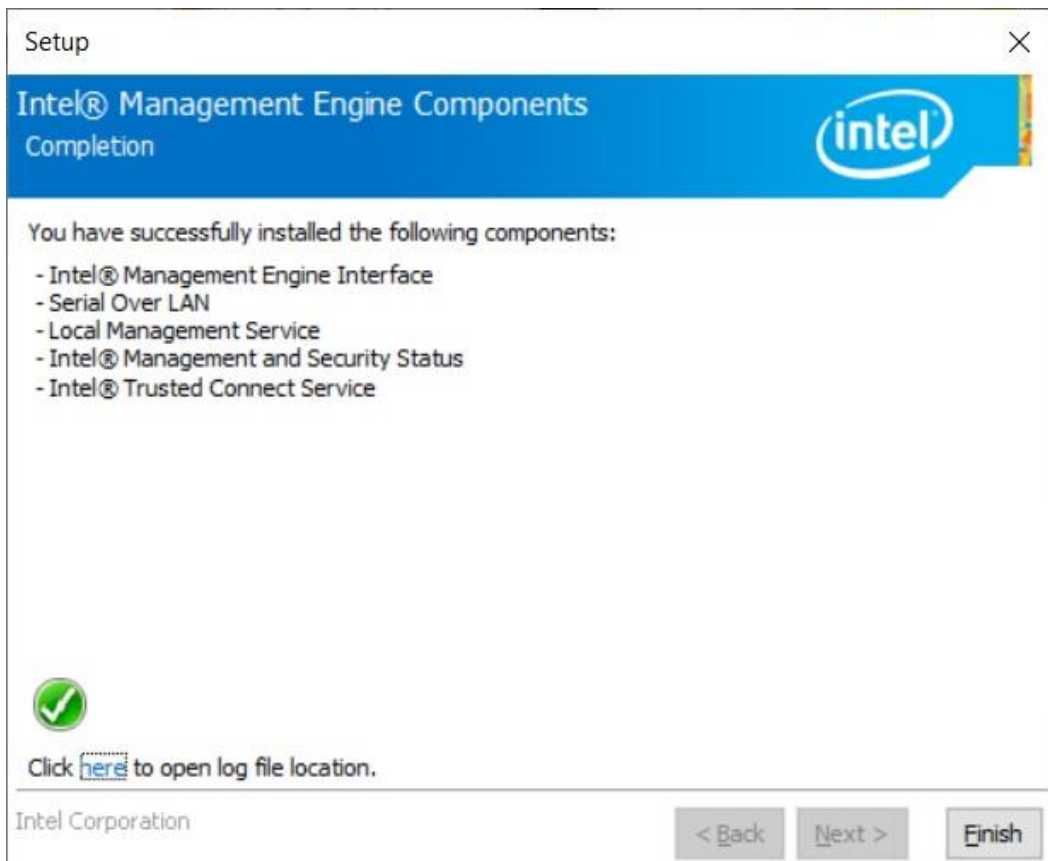 Setup
Intel® Management Engine Components
Completion
intel
You have successfully installed the following components:
- Intel® Management Engine Interface
- Serial Over LAN
- Local Management Service
- Intel® Management and Security Status
- Intel® Trusted Connect Service
Click here to open log file location.
Intel Corporation
< Back
Next >
Finish